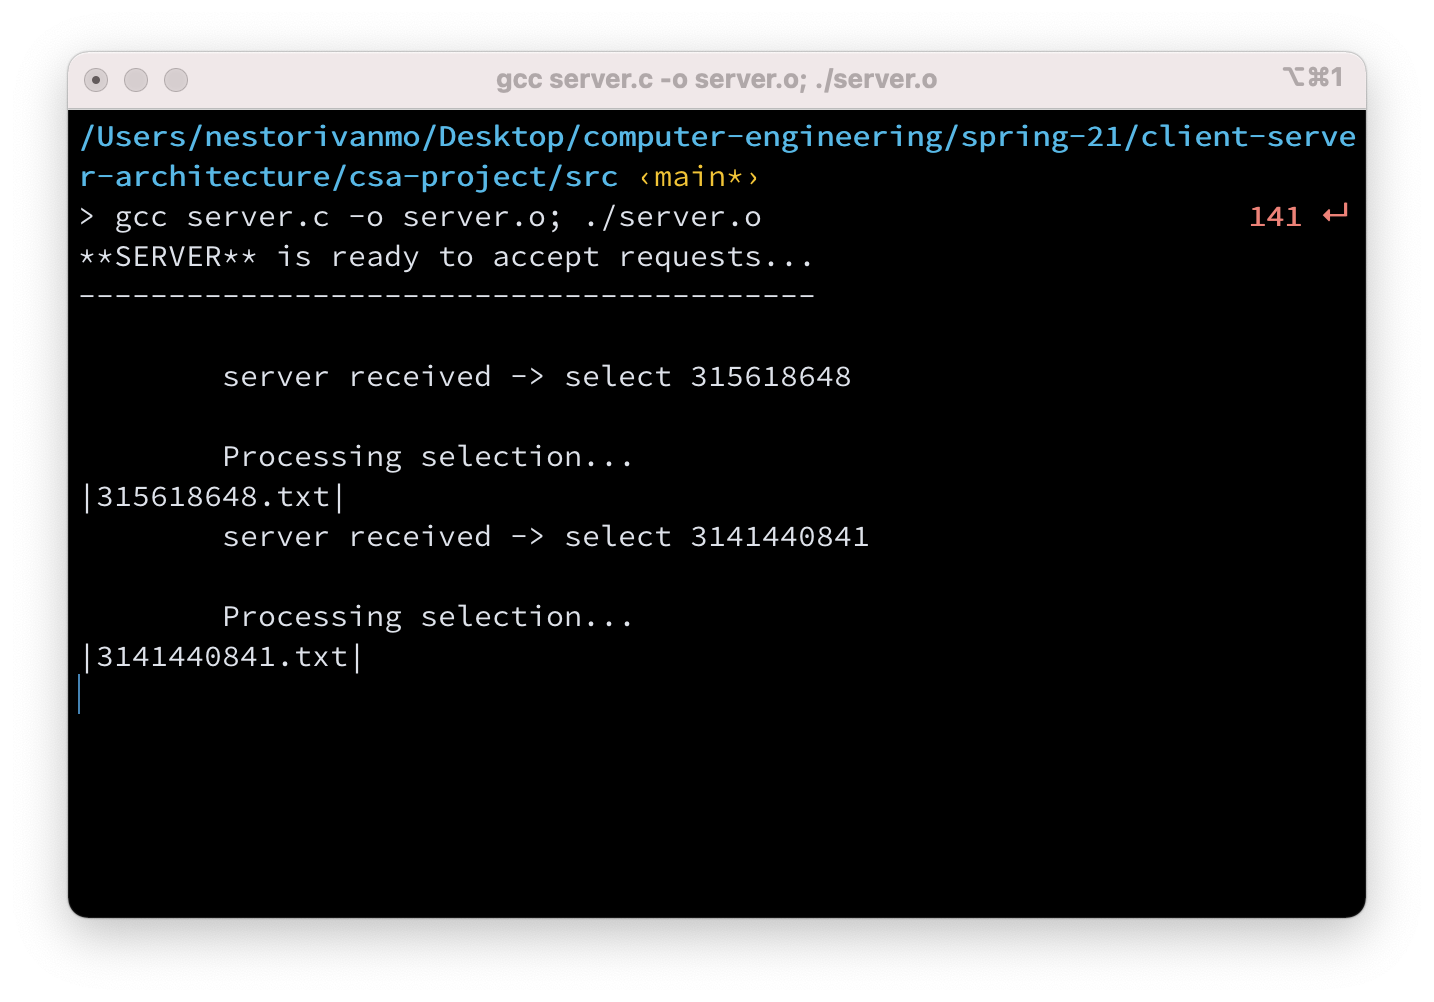 gcc server.c -o server.o; ./server.o ⌥⌘1
/Users/nestorivanmo/Desktop/computer-engineering/spring-21/client-serve
r-architecture/csa-project/src ‹main*›
> gcc server.c -o server.o; ./server.o 141 ↵
**SERVER** is ready to accept requests...
-----------------------------------------
server received -> select 315618648
Processing selection...
|315618648.txt|
server received -> select 3141440841
Processing selection...
|3141440841.txt|